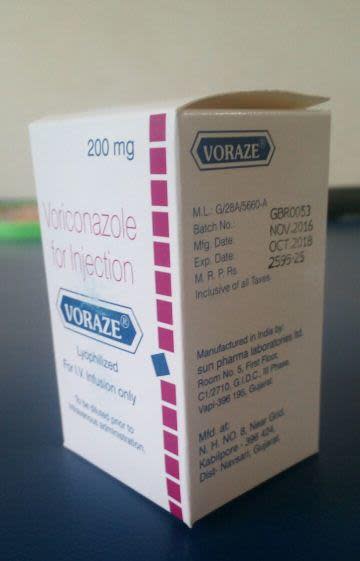 200 mg
Voriconazole
for Injection
VORAZE®
Lyophilized
For I.V. Infusion only
To be diluted prior to
intravenous administration.
VORAZE®
M.L.: G/28A/5660-A
Batch No.: GBR0053
Mfg. Date: NOV.2016
Exp. Date: OCT.2018
M. R. P. Rs. 2595-25
Inclusive of all Taxes
Manufactured in India by:
sun pharma laboratories ltd.
Room No. 5, First Floor,
C1/2710, G.I.D.C., III Phase,
Vapi-396 195, Gujarat.
Mfd. at:
N. H. NO. 8, Near Grid,
Kabilpore - 396 424,
Dist- Navsari, Gujarat.